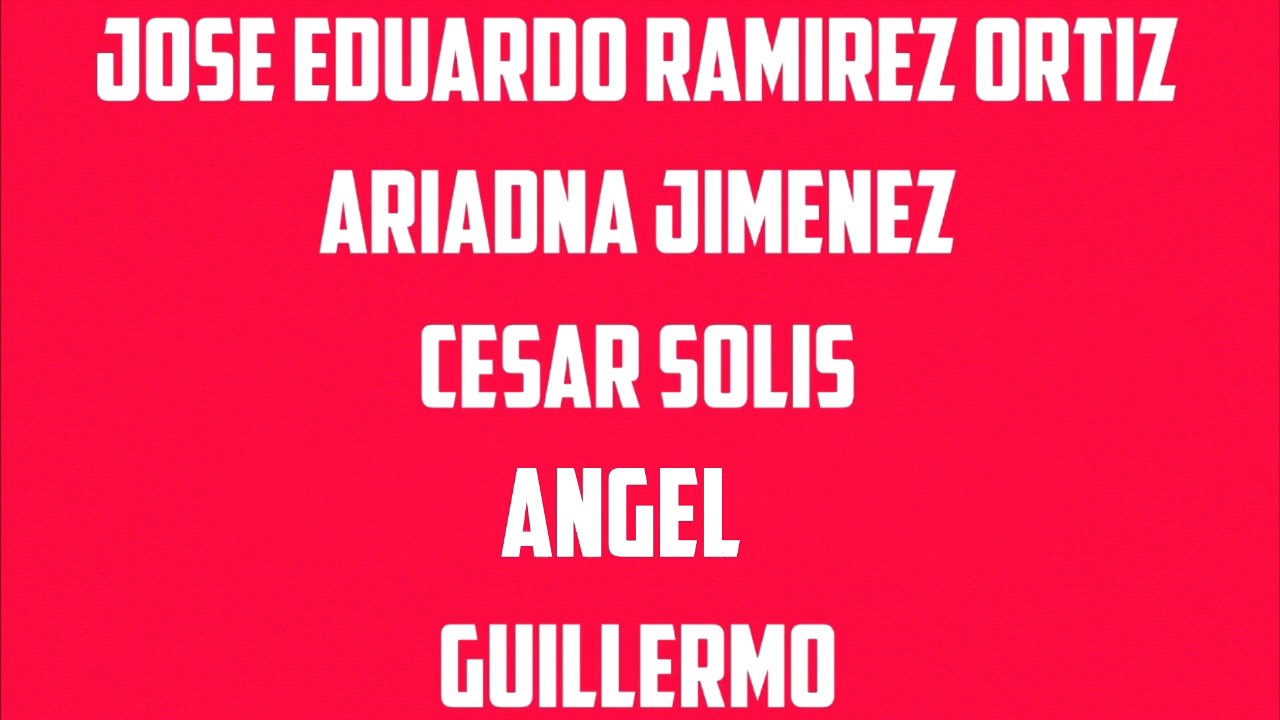 JOSE EDUARDO RAMIREZ ORTIZ
ARIADNA JIMENEZ
CESAR SOLIS
ANGEL
GUILLERMO